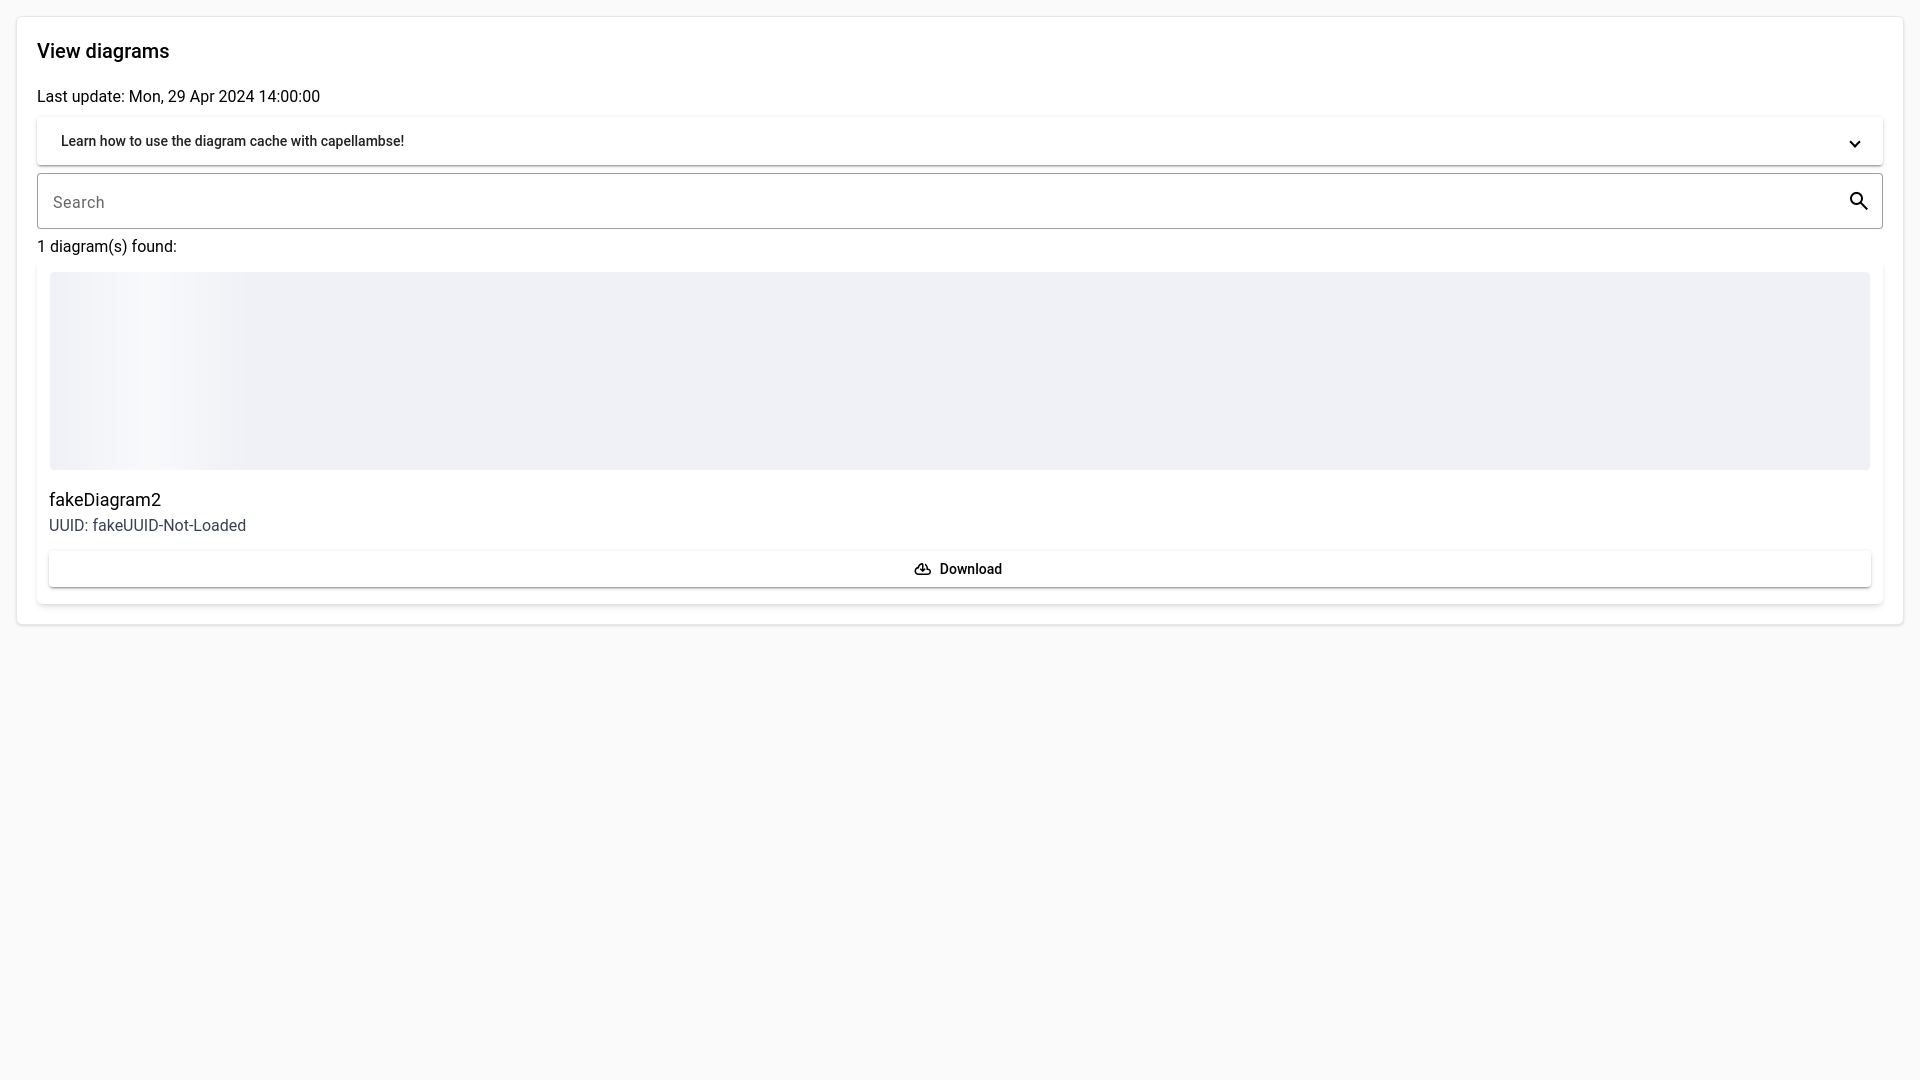 View diagrams
Last update: Mon, 29 Apr 2024 14:00:00
Learn how to use the diagram cache with capellambse!
Search
1 diagram(s) found:
fakeDiagram2
UUID: fakeUUID-Not-Loaded
Download